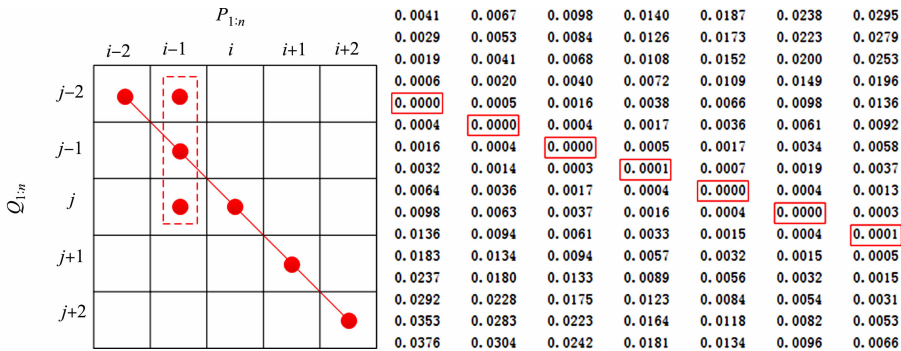 P1:n
i−2 i−1 i i+1 i+2
Q1:n
j−2
j−1
j
j+1
j+2
0.0041 0.0067 0.0098 0.0140 0.0187 0.0238 0.0295
0.0029 0.0053 0.0084 0.0126 0.0173 0.0223 0.0279
0.0019 0.0041 0.0068 0.0108 0.0152 0.0200 0.0253
0.0006 0.0020 0.0040 0.0072 0.0109 0.0149 0.0196
0.0000 0.0005 0.0016 0.0038 0.0066 0.0098 0.0136
0.0004 0.0000 0.0004 0.0017 0.0036 0.0061 0.0092
0.0016 0.0004 0.0000 0.0005 0.0017 0.0034 0.0058
0.0032 0.0014 0.0003 0.0001 0.0007 0.0019 0.0037
0.0064 0.0036 0.0017 0.0004 0.0000 0.0004 0.0013
0.0098 0.0063 0.0037 0.0016 0.0004 0.0000 0.0003
0.0136 0.0094 0.0061 0.0033 0.0015 0.0004 0.0001
0.0183 0.0134 0.0094 0.0057 0.0032 0.0015 0.0005
0.0237 0.0180 0.0133 0.0089 0.0056 0.0032 0.0015
0.0292 0.0228 0.0175 0.0123 0.0084 0.0054 0.0031
0.0353 0.0283 0.0223 0.0164 0.0118 0.0082 0.0053
0.0376 0.0304 0.0242 0.0181 0.0134 0.0096 0.0066